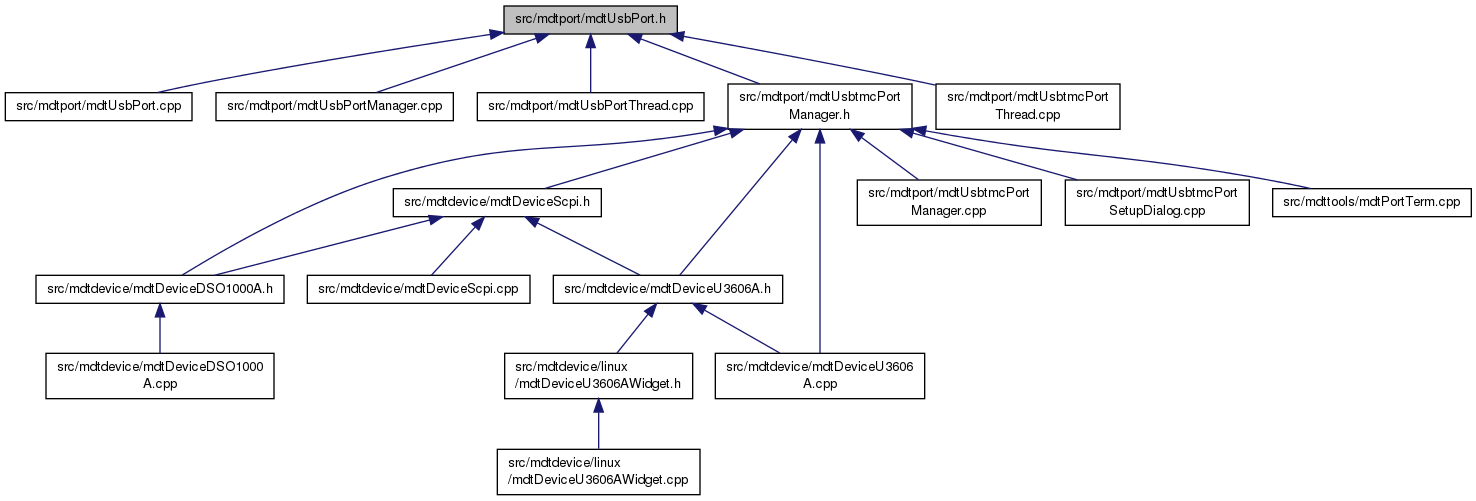 src/mdtport/mdtUsbPort.h
src/mdtport/mdtUsbPort.cpp
src/mdtport/mdtUsbPortManager.cpp
src/mdtport/mdtUsbPortThread.cpp
src/mdtport/mdtUsbtmcPort
Manager.h
src/mdtport/mdtUsbtmcPort
Thread.cpp
src/mdtdevice/mdtDeviceScpi.h
src/mdtport/mdtUsbtmcPort
Manager.cpp
src/mdtport/mdtUsbtmcPort
SetupDialog.cpp
src/mdttools/mdtPortTerm.cpp
src/mdtdevice/mdtDeviceDSO1000A.h
src/mdtdevice/mdtDeviceScpi.cpp
src/mdtdevice/mdtDeviceU3606A.h
src/mdtdevice/mdtDeviceDSO1000
A.cpp
src/mdtdevice/linux
/mdtDeviceU3606AWidget.h
src/mdtdevice/mdtDeviceU3606
A.cpp
src/mdtdevice/linux
/mdtDeviceU3606AWidget.cpp